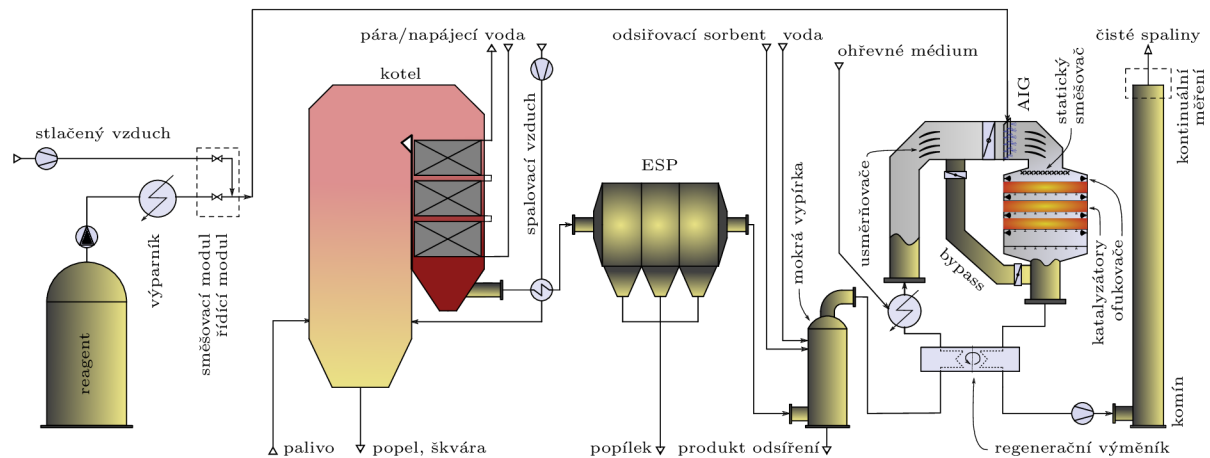 stlačený vzduch
reagent
výparník
směšovací modul
řídící modul
pára/napájecí voda
kotel
spalovací vzduch
palivo
popel, škvára
ESP
popílek
odsiřovací sorbent
voda
mokrá vypírka
produkt odsíření
ohřevné médium
usměrňovače
bypass
AIG
statický
směšovač
katalyzátory
ofukovače
regenerační výměník
čisté spaliny
kontinuální
měření
komín